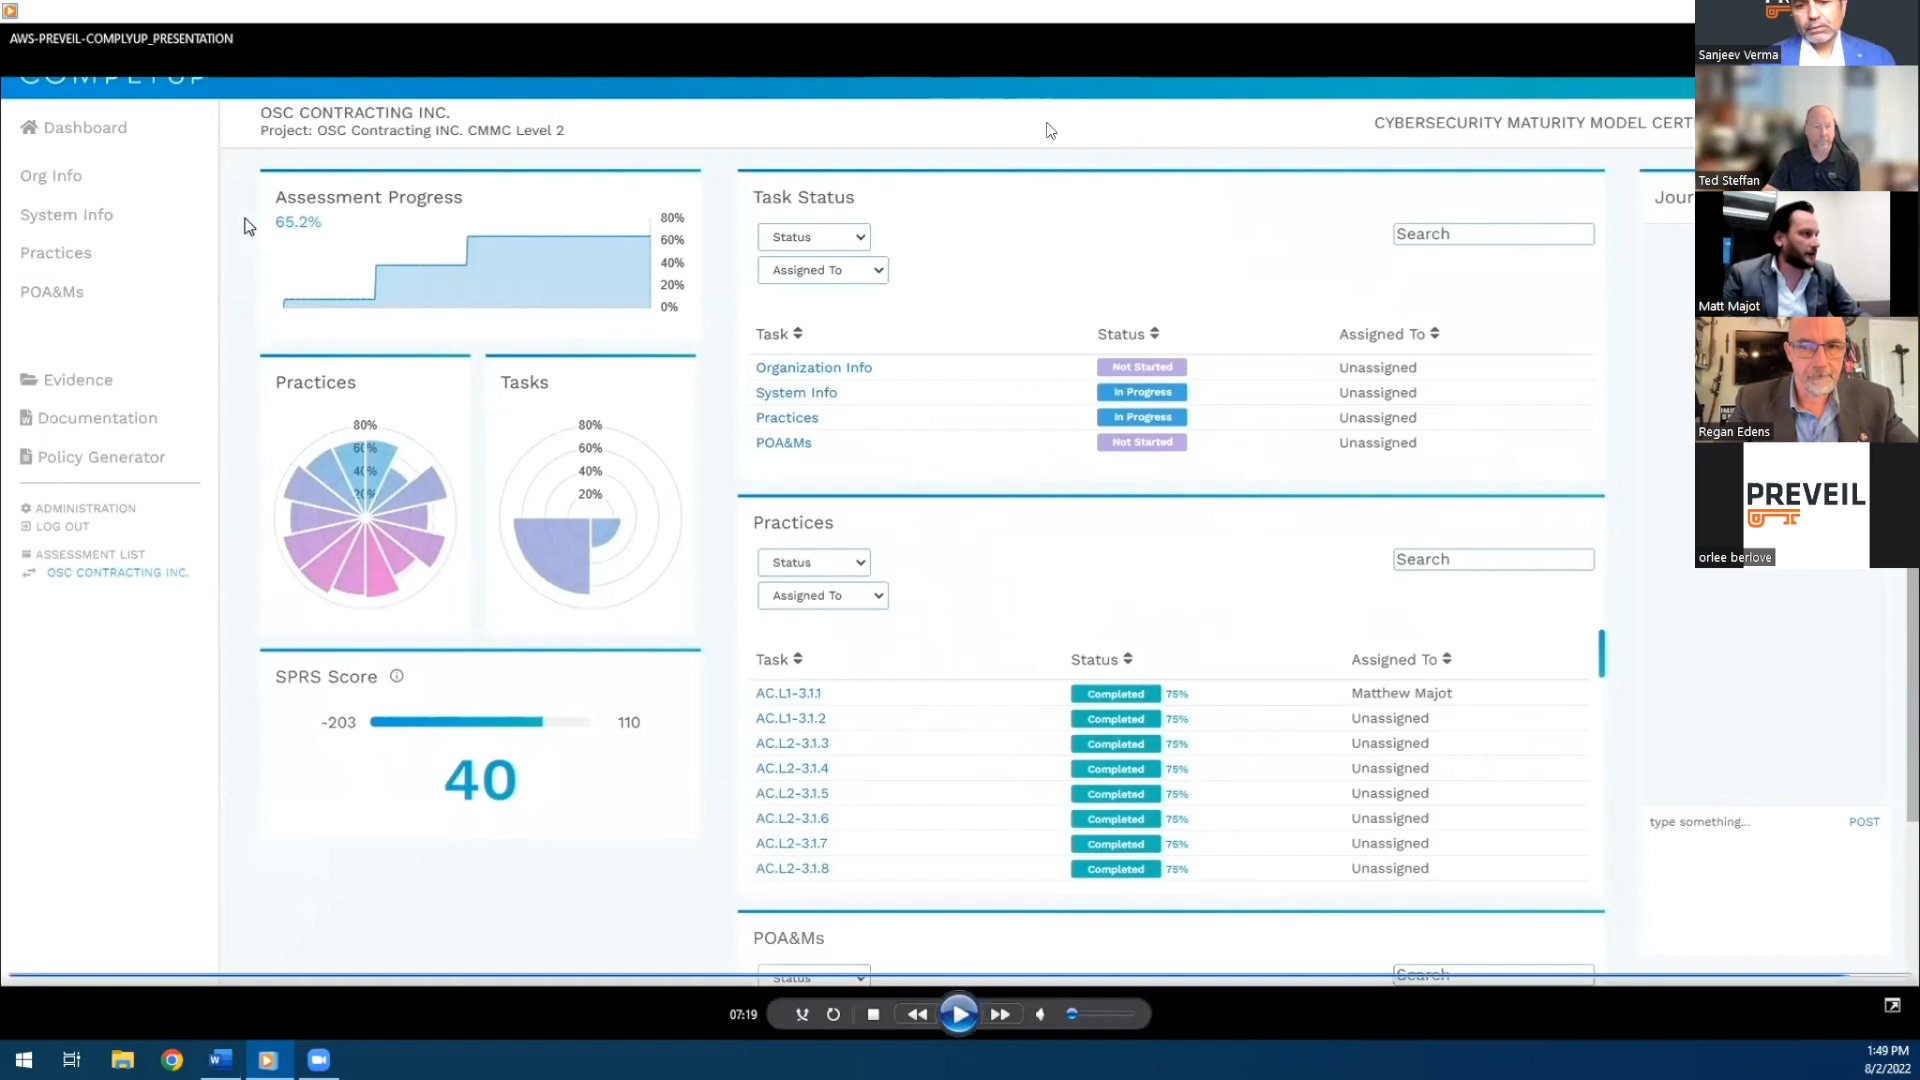 AWS-PREVEIL-COMPLYUP_PRESENTATION
COMPLYUP
Dashboard
Org Info
System Info
Practices
POA&Ms
Evidence
Documentation
Policy Generator
ADMINISTRATION
LOG OUT
ASSESSMENT LIST
OSC CONTRACTING INC.
OSC CONTRACTING INC.
Project: OSC Contracting INC. CMMC Level 2
CYBERSECURITY MATURITY MODEL CERT
Assessment Progress
65.2%
80%
60%
40%
20%
0%
Practices
80%
60%
40%
20%
Tasks
80%
60%
40%
20%
SPRS Score
-203
110
40
Task Status
Status
Search
Assigned To
Task Status Assigned To
Organization Info Not Started Unassigned
System Info In Progress Unassigned
Practices In Progress Unassigned
POA&Ms Not Started Unassigned
Practices
Status
Search
Assigned To
Task Status Assigned To
AC.L1-3.1.1 Completed 75% Matthew Majot
AC.L1-3.1.2 Completed 75% Unassigned
AC.L2-3.1.3 Completed 75% Unassigned
AC.L2-3.1.4 Completed 75% Unassigned
AC.L2-3.1.5 Completed 75% Unassigned
AC.L2-3.1.6 Completed 75% Unassigned
AC.L2-3.1.7 Completed 75% Unassigned
AC.L2-3.1.8 Completed 75% Unassigned
POA&Ms
Status
Search
Jour
type something...
POST
Sanjeev Verma
Ted Steffan
Matt Majot
Regan Edens
PREVEIL
orlee berlove
07:19
1:49 PM
8/2/2022